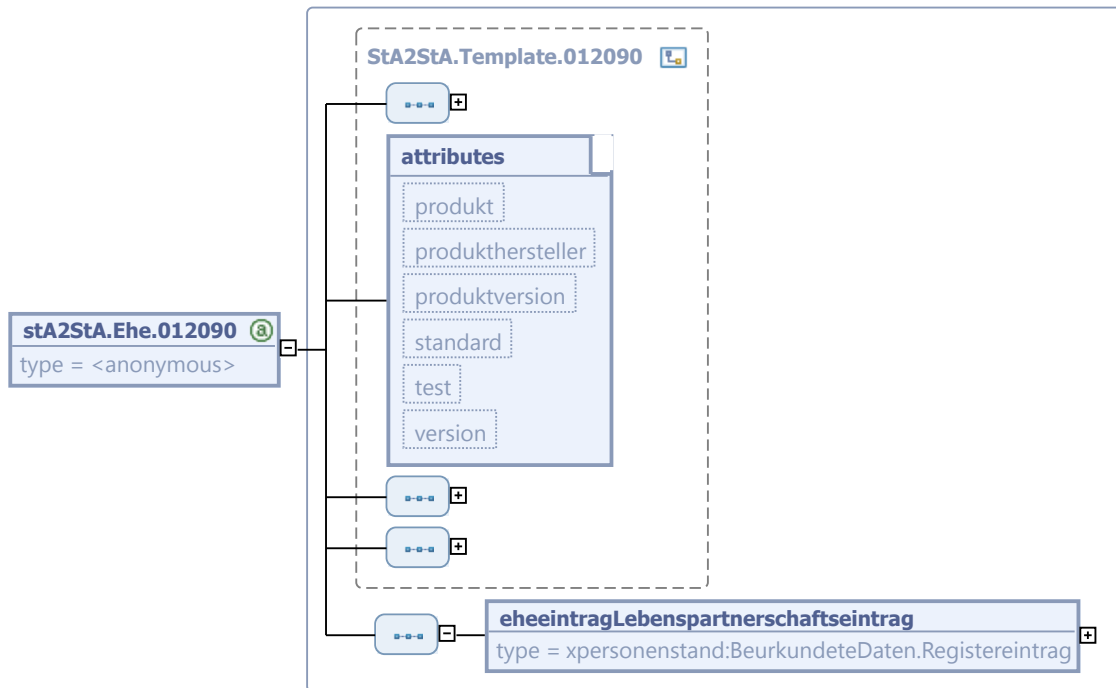 StA2StA.Template.012090
attributes
produkt
produkthersteller
produktversion
standard
test
version
stA2StA.Ehe.012090 a
type = <anonymous>
eheeintragLebenspartnerschaftseintrag
type = xpersonenstand:BeurkundeteDaten.Registereintrag